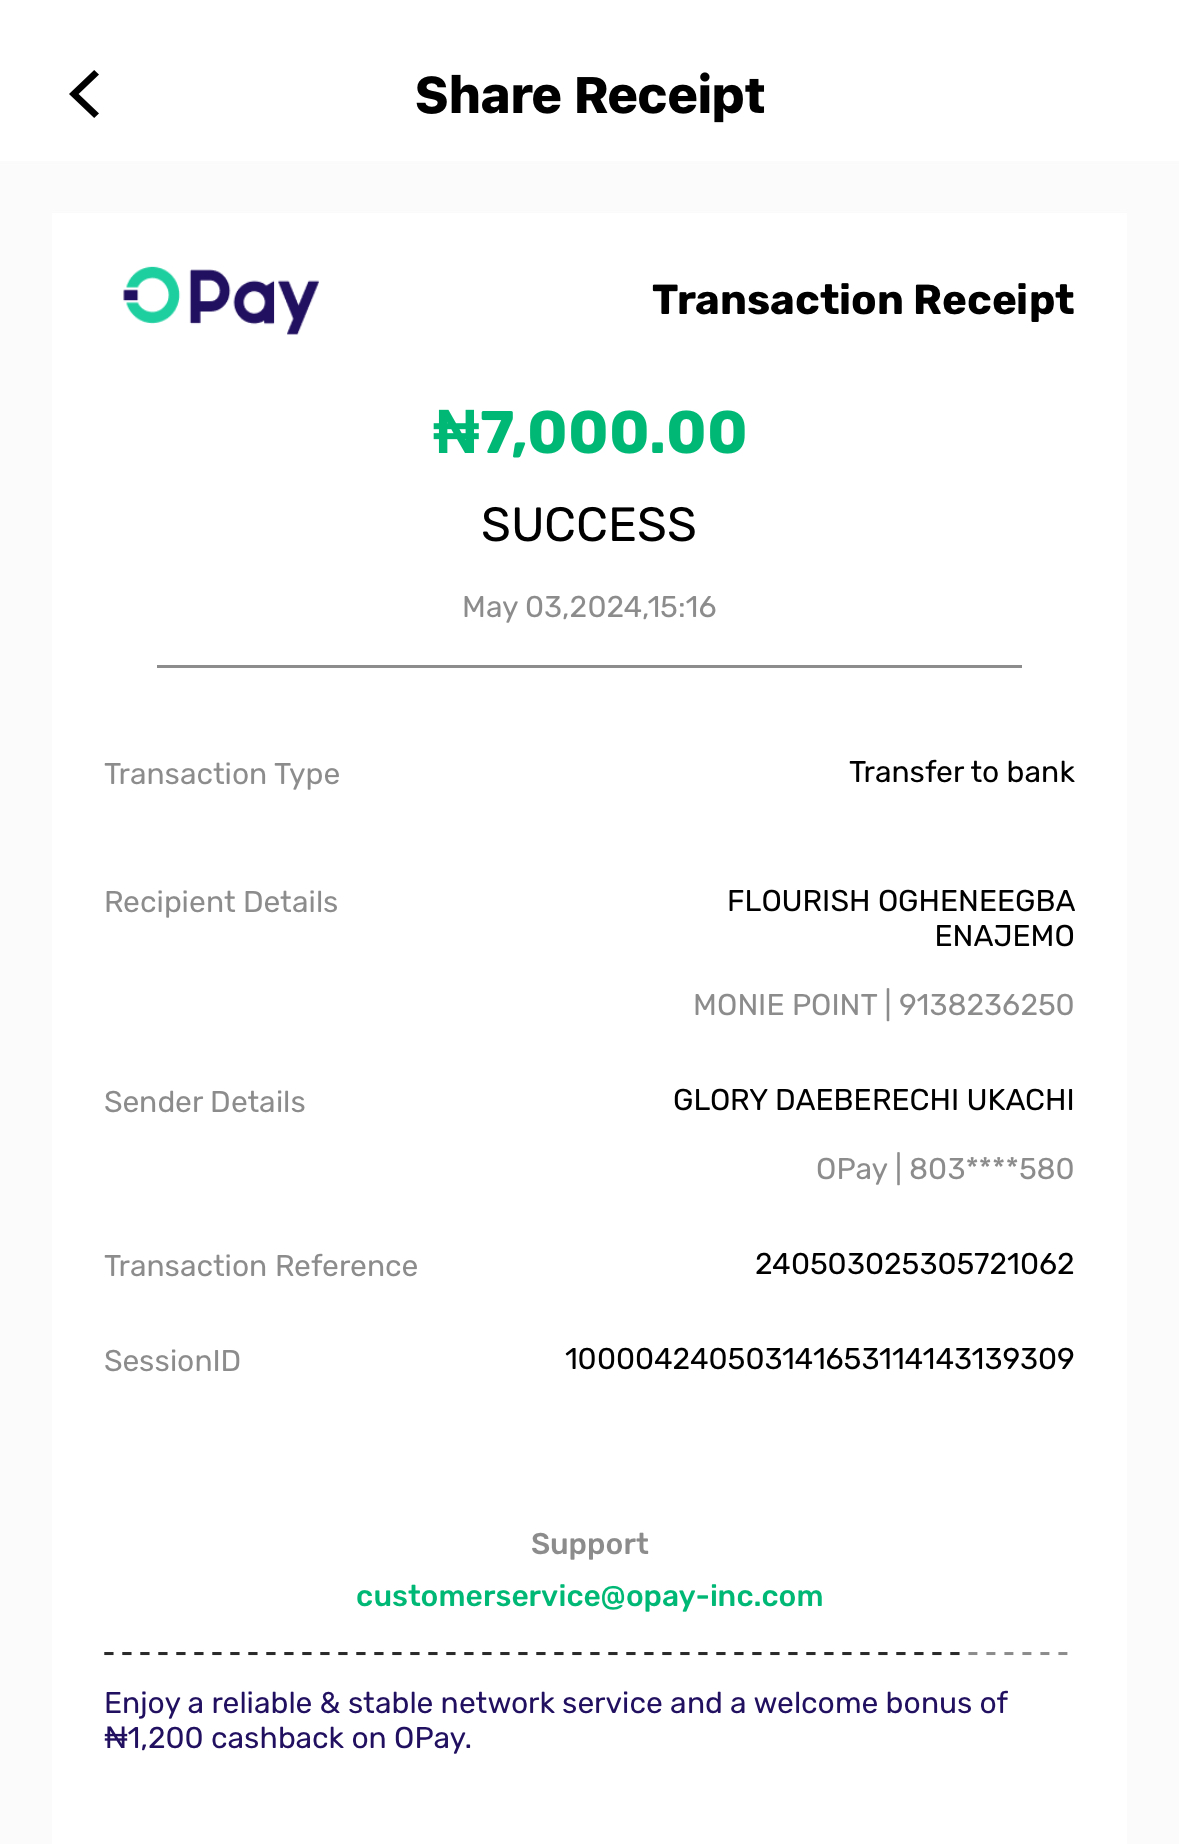 Share Receipt
OPay
Transaction Receipt
₦7,000.00
SUCCESS
May 03,2024,15:16
Transaction Type
Transfer to bank
Recipient Details
FLOURISH OGHENEEGBA
ENAJEMO
MONIE POINT | 9138236250
Sender Details
GLORY DAEBERECHI UKACHI
OPay | 803****580
Transaction Reference
240503025305721062
SessionID
100004240503141653114143139309
Support
customerservice@opay-inc.com
Enjoy a reliable & stable network service and a welcome bonus of
₦1,200 cashback on OPay.